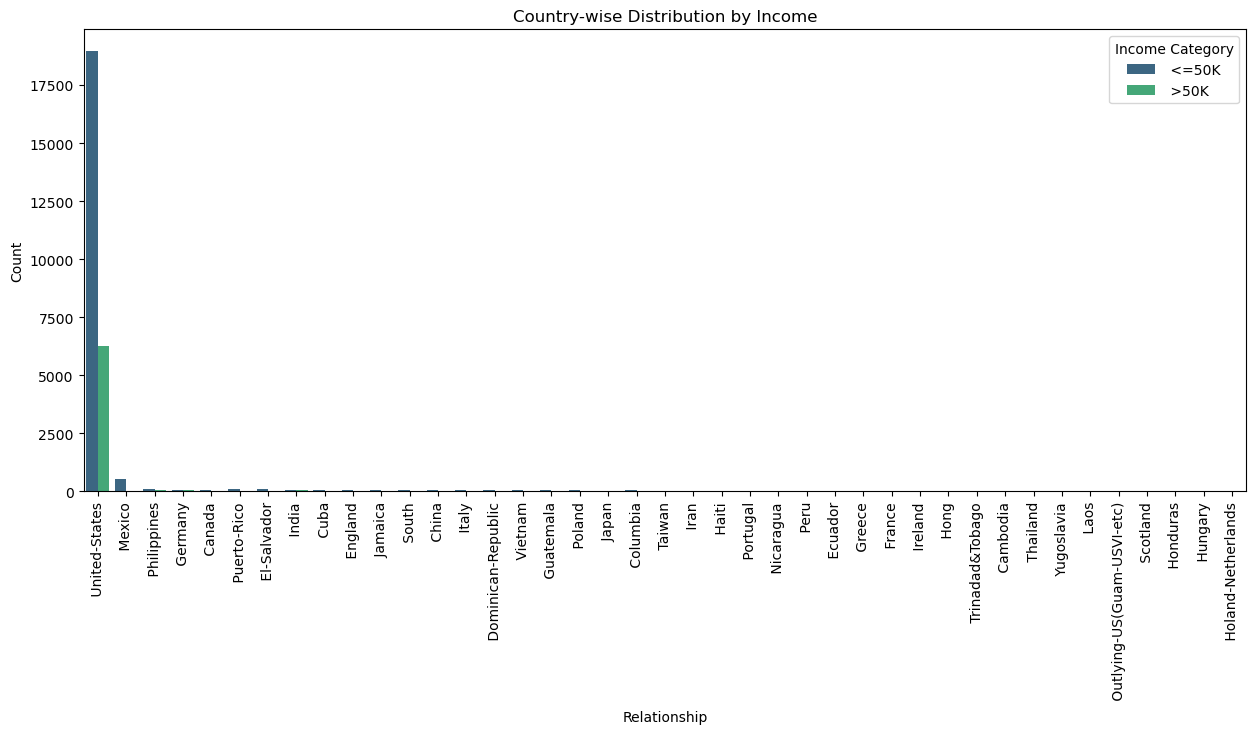 Country-wise Distribution by Income
Income Category
<=50K
>50K
Count
17500
15000
12500
10000
7500
5000
2500
0
United-States
Mexico
Philippines
Germany
Canada
Puerto-Rico
El-Salvador
India
Cuba
England
Jamaica
South
China
Italy
Dominican-Republic
Vietnam
Guatemala
Poland
Japan
Columbia
Taiwan
Iran
Haiti
Portugal
Nicaragua
Peru
Ecuador
Greece
France
Ireland
Hong
Trinadad&Tobago
Cambodia
Thailand
Yugoslavia
Laos
Outlying-US(Guam-USVI-etc)
Scotland
Honduras
Hungary
Holand-Netherlands
Relationship